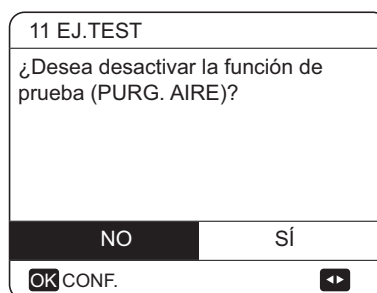 11 EJ.TEST
¿Desea desactivar la función de
prueba (PURG. AIRE)?
NO SÍ
OK CONF.